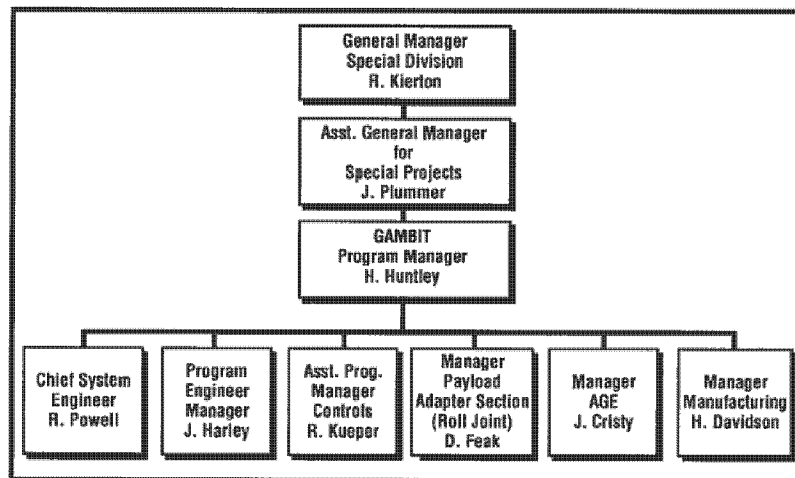 General Manager
Special Division
R. Kierton
Asst. General Manager
for
Special Projects
J. Plummer
GAMBIT
Program Manager
H. Huntley
Chief System
Engineer
R. Powell
Program
Engineer
Manager
J. Harley
Asst. Prog.
Manager
Controls
R. Kueper
Manager
Payload
Adapter Section
(Roll Joint)
D. Feak
Manager
AGE
J. Cristy
Manager
Manufacturing
H. Davidson